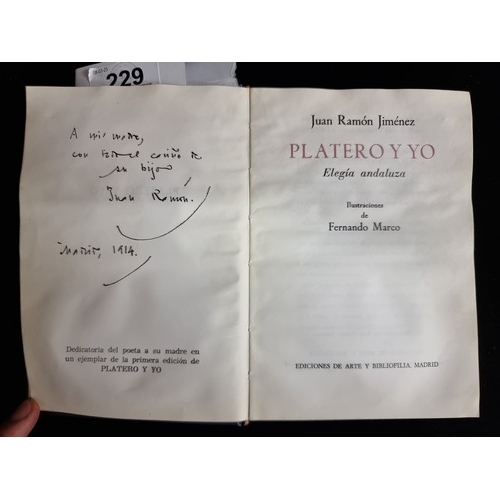 229
A mi madre,
con todo el cariño de
su hijo
Juan Ramón.
Madrid, 1914.
Dedicatoria del poeta a su madre en
un ejemplar de la primera edición de
PLATERO Y YO
Juan Ramón Jiménez
PLATERO Y YO
Elegía andaluza
Ilustraciones
de
Fernando Marco
EDICIONES DE ARTE Y BIBLIOFILIA, MADRID